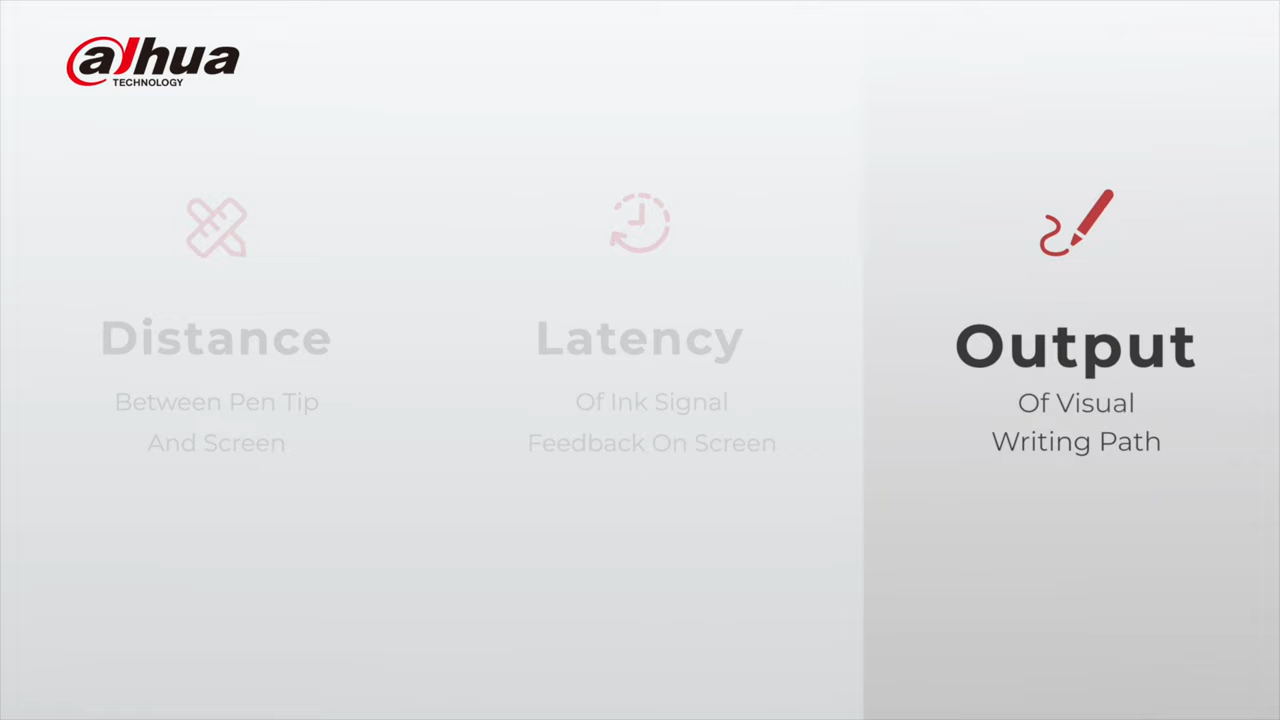 alhua
TECHNOLOGY
Distance
Between Pen Tip
And Screen
Latency
Of Ink Signal
Feedback On Screen
Output
Of Visual
Writing Path